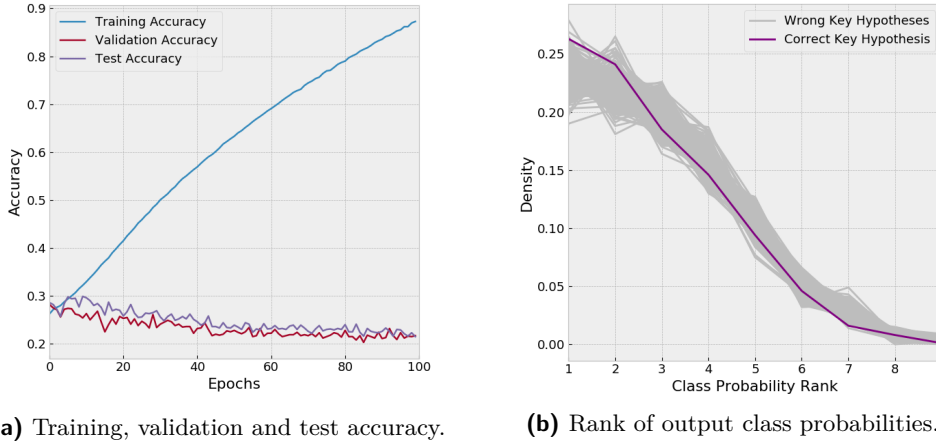 0.9
Training Accuracy
Validation Accuracy
Test Accuracy
0.8
0.7
0.6
0.5
0.4
0.3
0.2
Accuracy
0 20 40 60 80 100
Epochs
a) Training, validation and test accuracy.
Wrong Key Hypotheses
Correct Key Hypothesis
0.25
0.20
0.15
0.10
0.05
0.00
Density
1 2 3 4 5 6 7 8
Class Probability Rank
(b) Rank of output class probabilities.